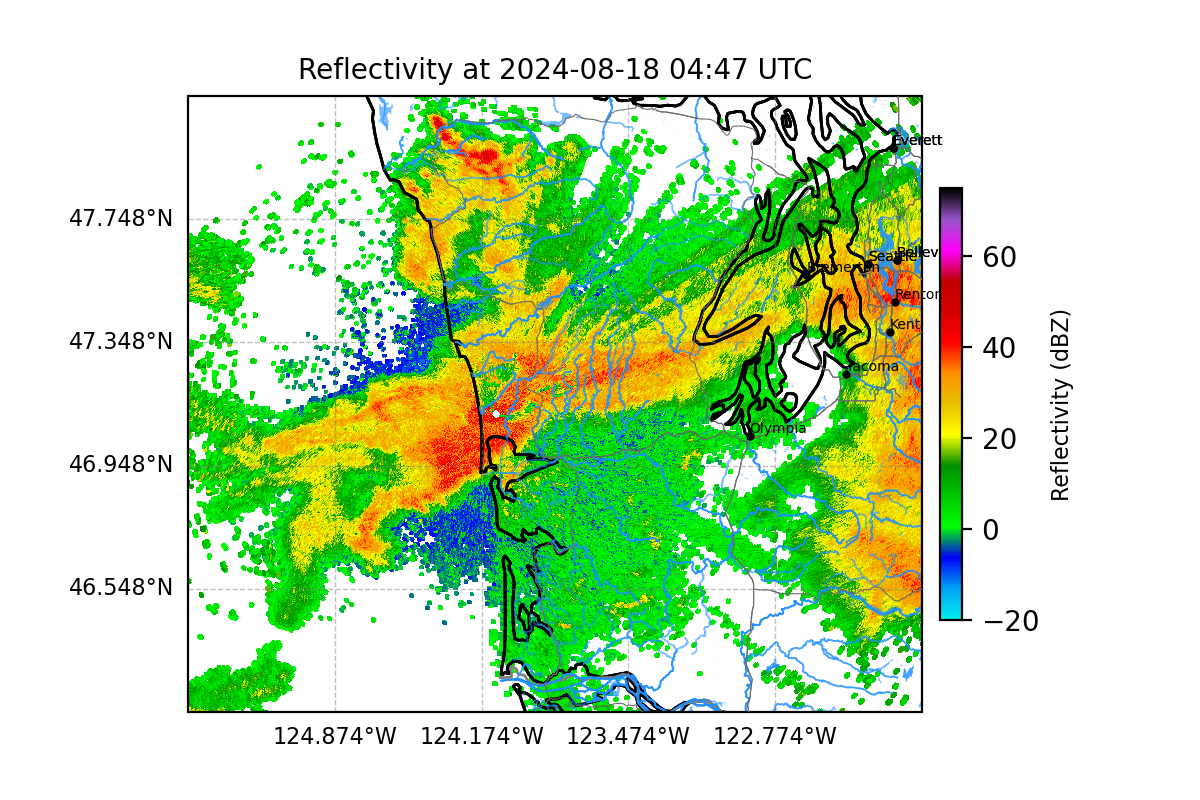 Reflectivity at 2024-08-18 04:47 UTC
Everett
47.748°N
Bellev
Seattle
Bremerton
60
Renton
Kent
47.348°N
40
Tacoma
Olympia
20
46.948°N
0
46.548°N
−20
Reflectivity (dBZ)
124.874°W 124.174°W 123.474°W 122.774°W